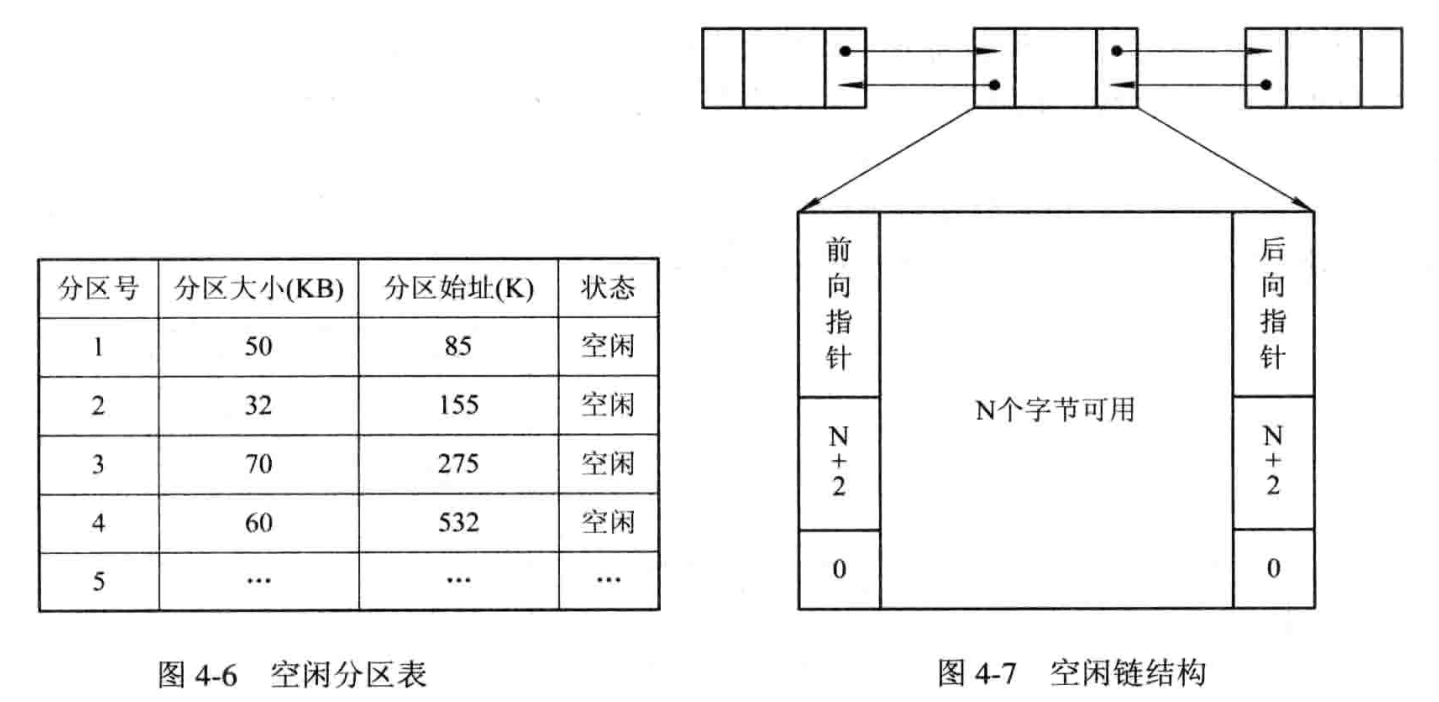 分区号 分区大小(KB) 分区始址(K) 状态
1 50 85 空闲
2 32 155 空闲
3 70 275 空闲
4 60 532 空闲
5 … … …
图 4-6 空闲分区表
前向指针
N+2
0
N个字节可用
后向指针
N+2
0
图 4-7 空闲链结构